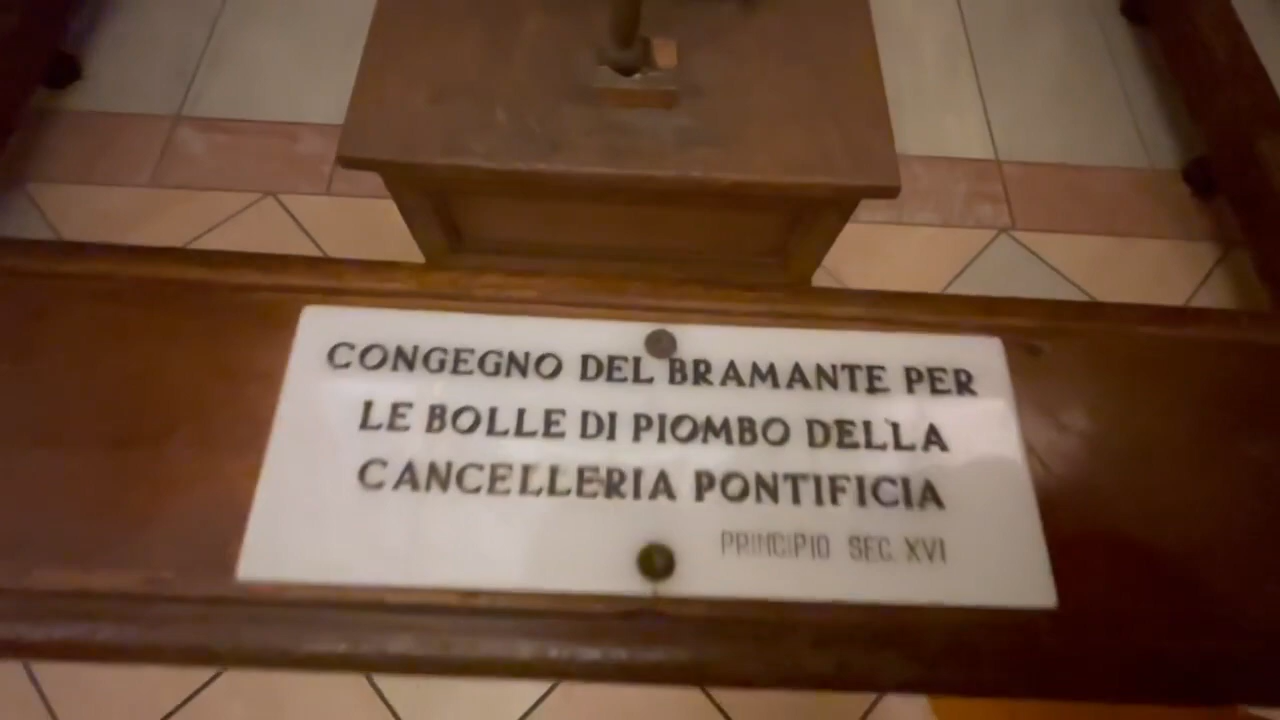 CONGEGNO DEL BRAMANTE PER
LE BOLLE DI PIOMBO DELLA
CANCELLERIA PONTIFICIA
PRINCIPIO SEC. XVI